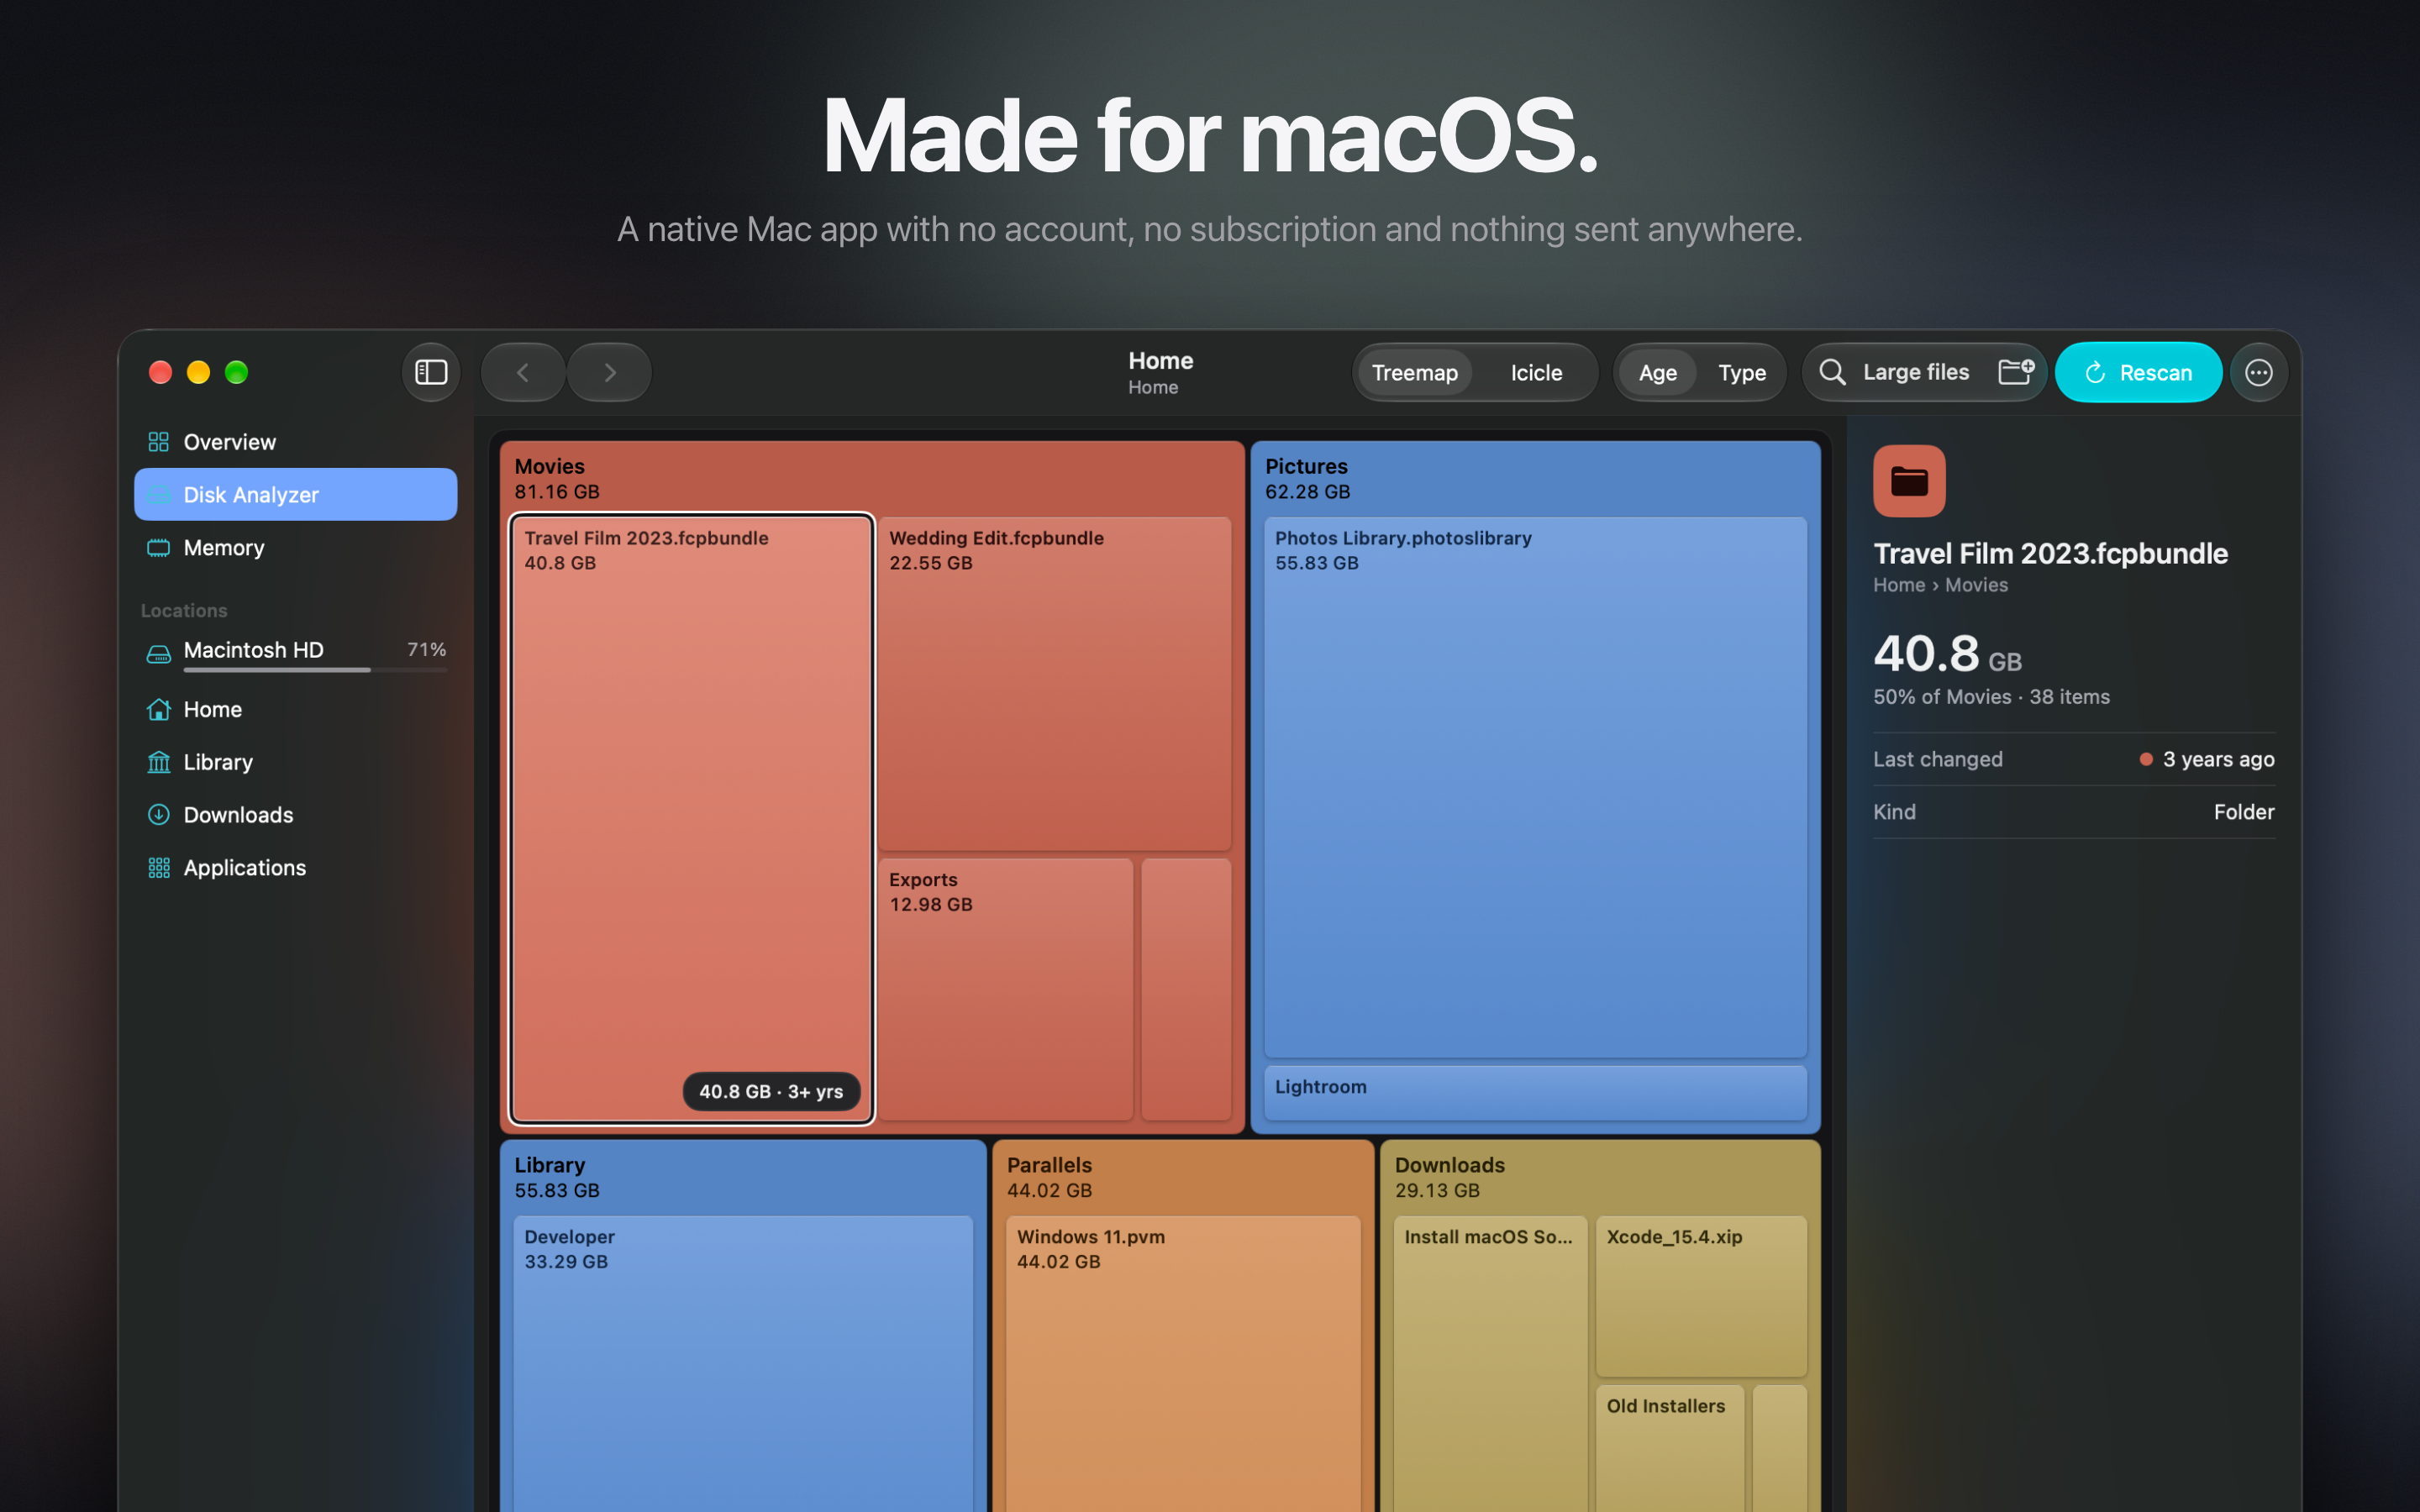 Made for macOS.
A native Mac app with no account, no subscription and nothing sent anywhere.
Home
Home
Treemap
Icicle
Age
Type
Large files
Rescan
Overview
Disk Analyzer
Memory
Locations
Macintosh HD
71%
Home
Library
Downloads
Applications
Movies
81.16 GB
Travel Film 2023.fcpbundle
40.8 GB
40.8 GB · 3+ yrs
Wedding Edit.fcpbundle
22.55 GB
Exports
12.98 GB
Pictures
62.28 GB
Photos Library.photoslibrary
55.83 GB
Lightroom
Library
55.83 GB
Developer
33.29 GB
Parallels
44.02 GB
Windows 11.pvm
44.02 GB
Downloads
29.13 GB
Install macOS So...
Xcode_15.4.xip
Old Installers
Travel Film 2023.fcpbundle
Home › Movies
40.8 GB
50% of Movies · 38 items
Last changed
3 years ago
Kind
Folder